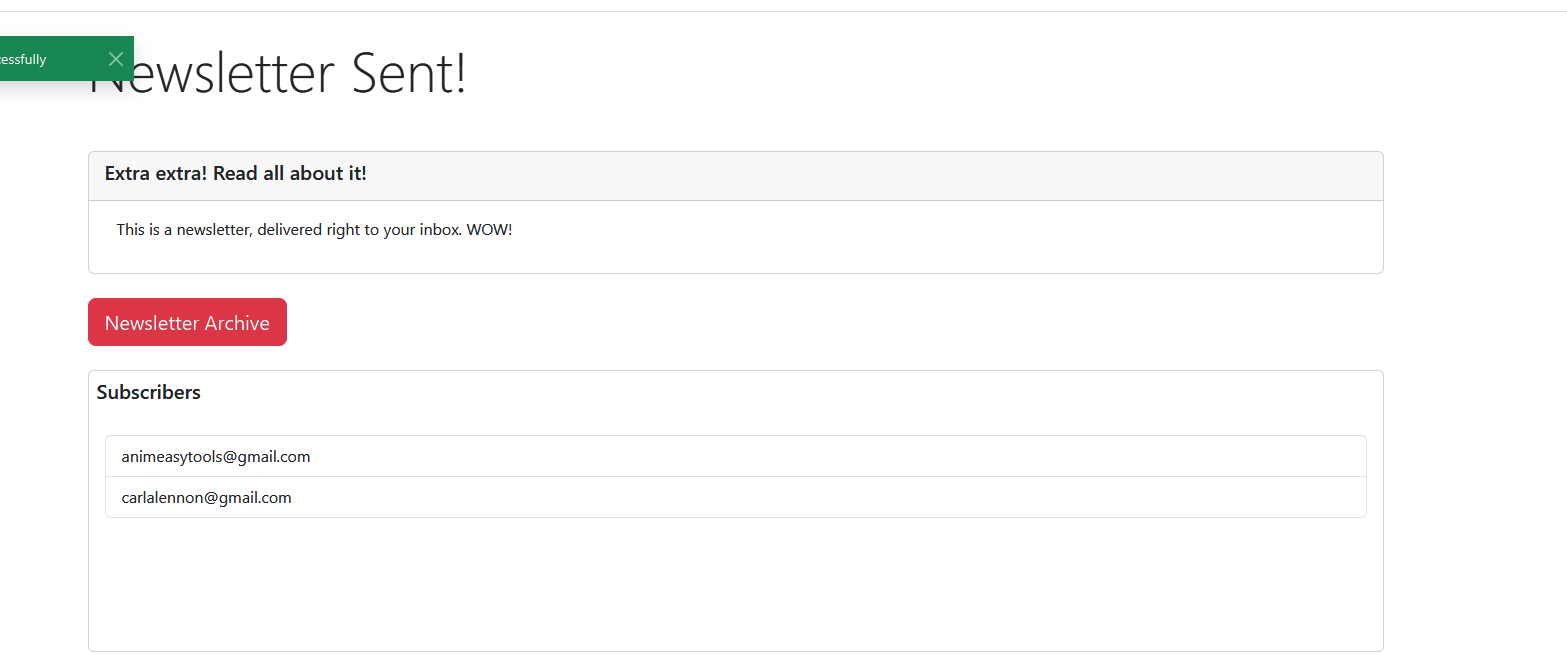 essfully
Newsletter Sent!
Extra extra! Read all about it!
This is a newsletter, delivered right to your inbox. WOW!
Newsletter Archive
Subscribers
animeasytools@gmail.com
carlalennon@gmail.com